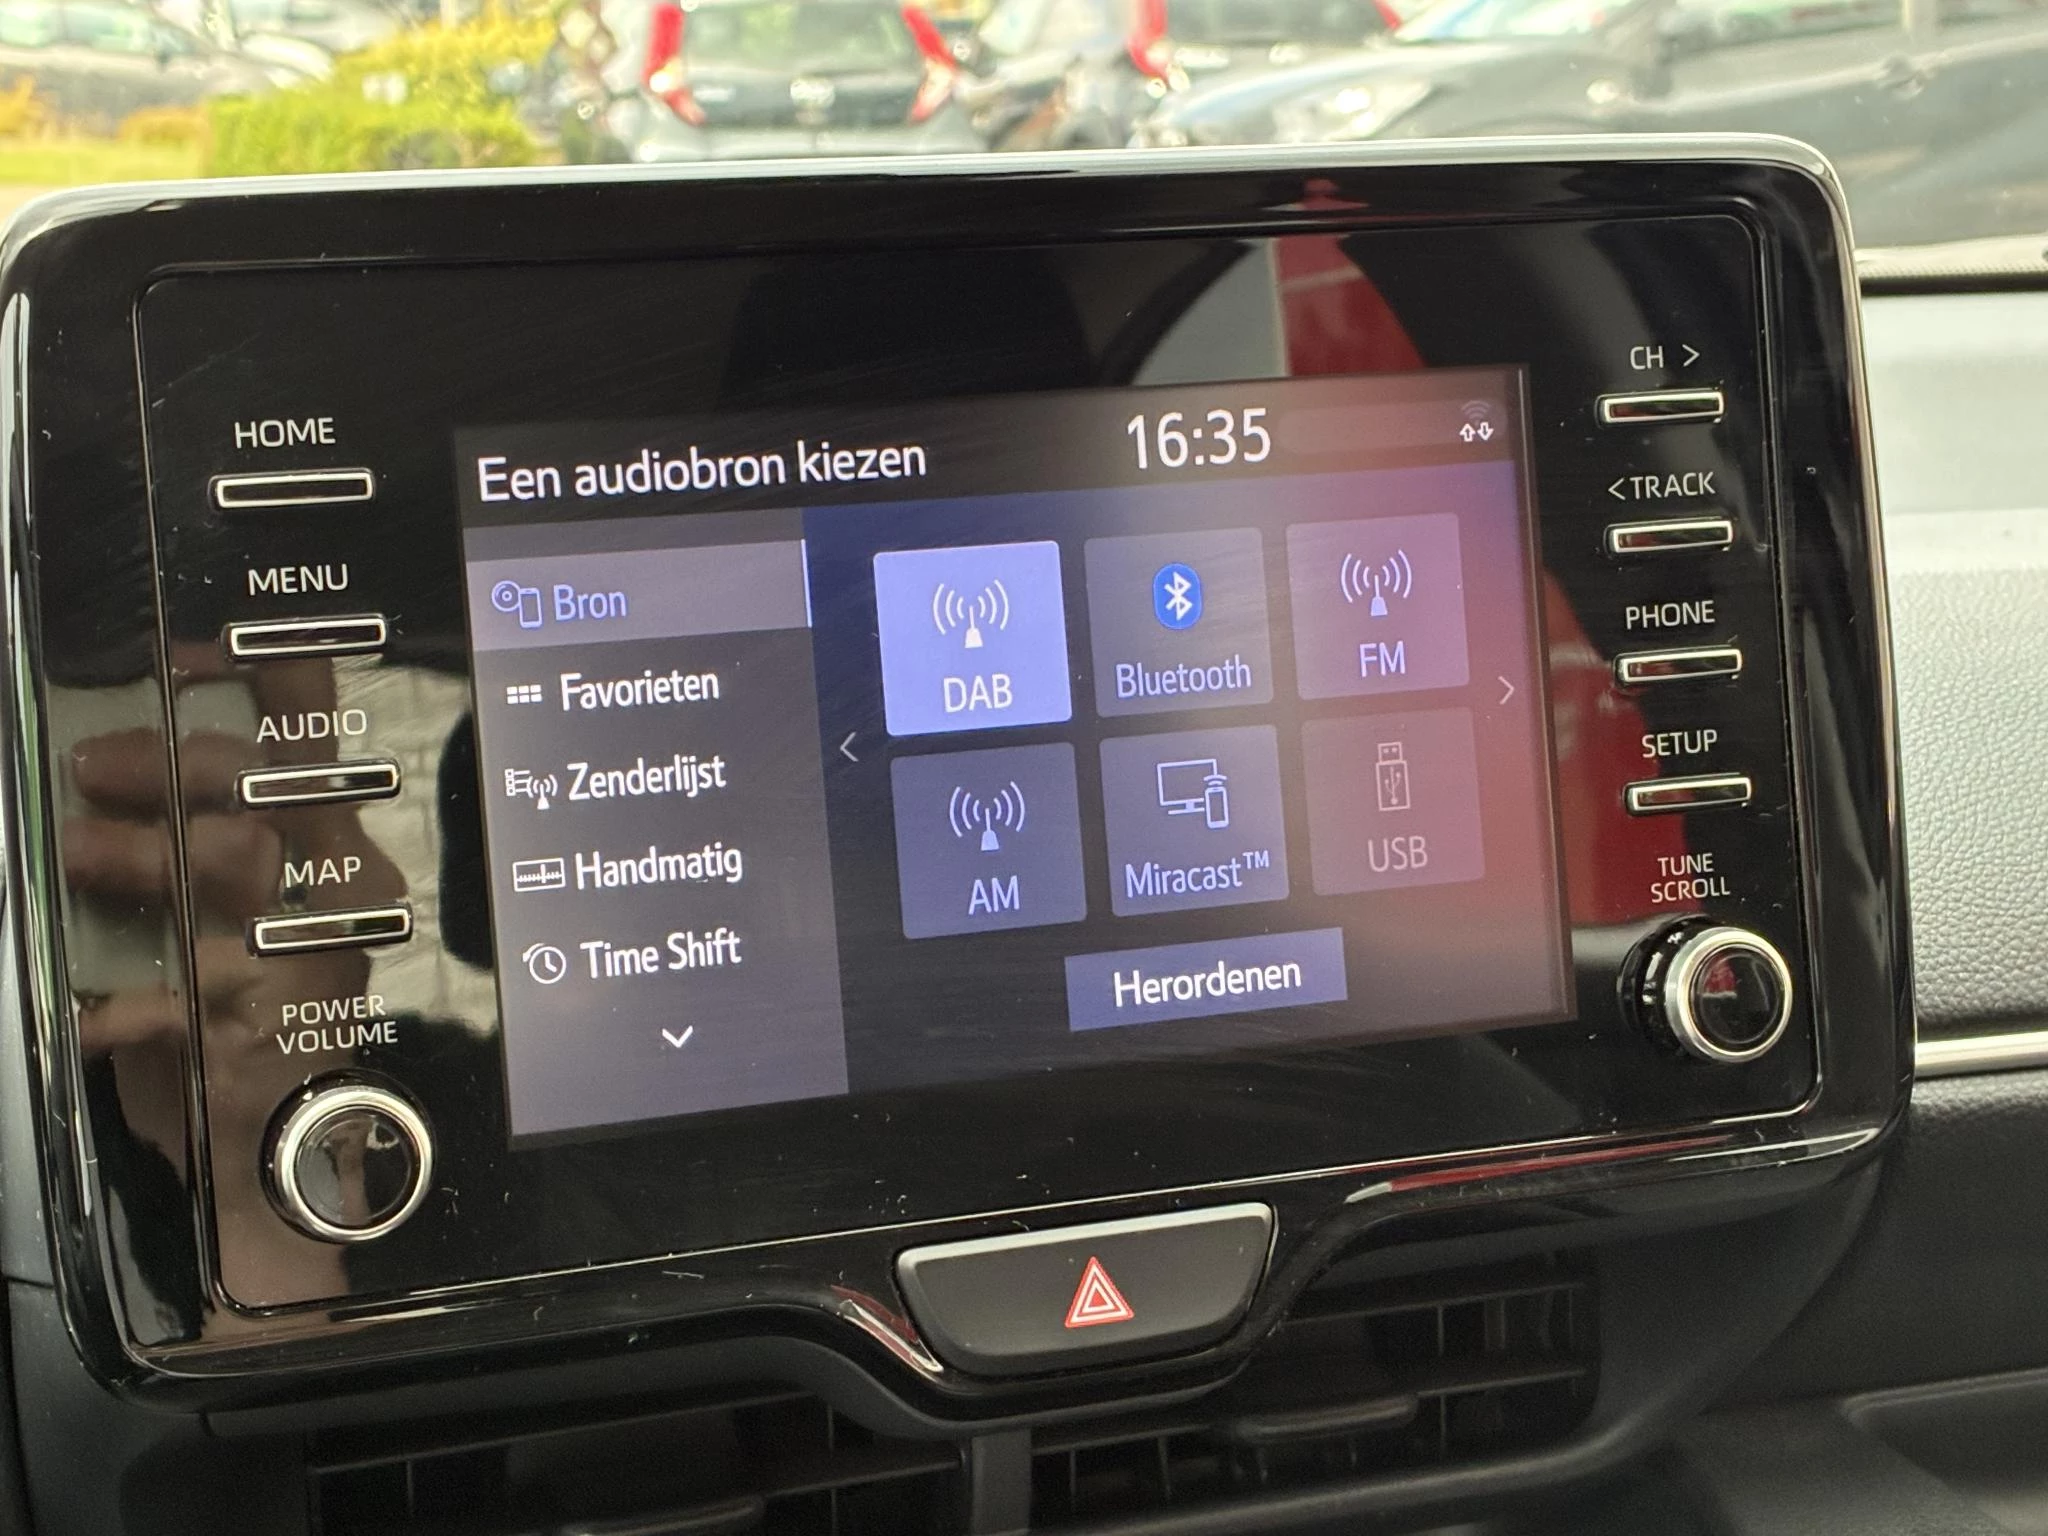 HOME
MENU
AUDIO
MAP
POWER
VOLUME
Een audiobron kiezen
16:35
Bron
Favorieten
Zenderlijst
Handmatig
Time Shift
DAB
Bluetooth
FM
AM
Miracast™
USB
Herordenen
CH >
<TRACK
PHONE
SETUP
TUNE
SCROLL